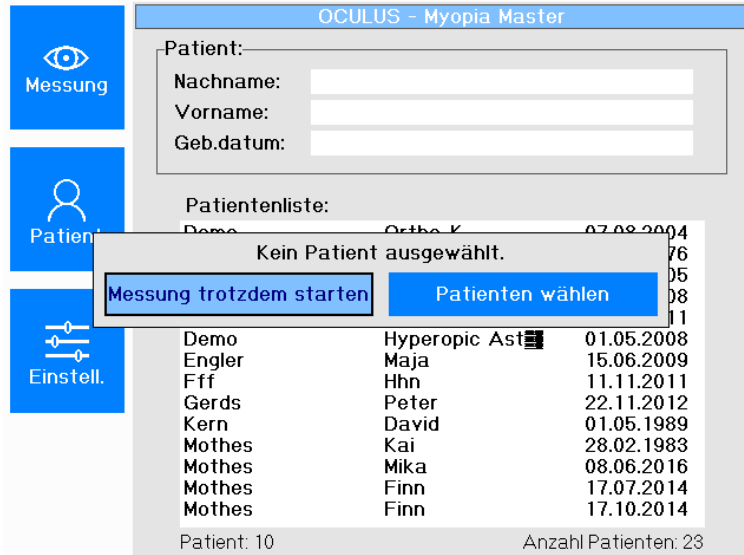 OCULUS - Myopia Master
Messung
Patient:
Nachname:
Vorname:
Geb.datum:
Patientenliste:
Patient
Kein Patient ausgewählt.
Messung trotzdem starten Patienten wählen
Demo Hyperopic Ast 01.05.2008
Engler Maja 15.06.2009
Einstell.
Fff Hhn 11.11.2011
Gerds Peter 22.11.2012
Kern David 01.05.1989
Mothes Kai 28.02.1983
Mothes Mika 08.06.2016
Mothes Finn 17.07.2014
Mothes Finn 17.10.2014
Patient: 10 Anzahl Patienten: 23